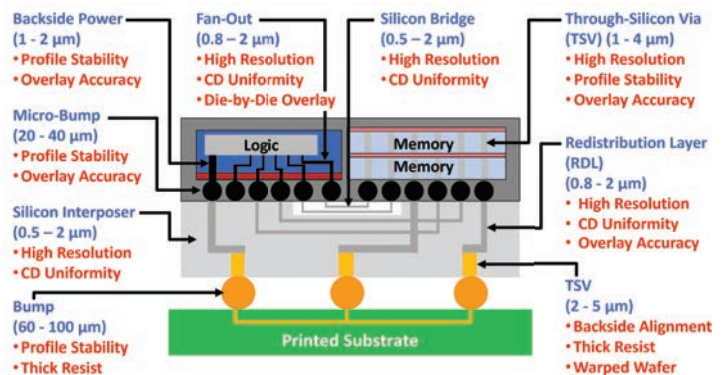 Backside Power
(1 - 2 µm)
• Profile Stability
• Overlay Accuracy
Fan-Out
(0.8 – 2 µm)
• High Resolution
• CD Uniformity
• Die-by-Die Overlay
Silicon Bridge
(0.5 – 2 µm)
• High Resolution
• CD Uniformity
Through-Silicon Via
(TSV) (1 - 4 µm)
• High Resolution
• Profile Stability
• Overlay Accuracy
Micro-Bump
(20 - 40 µm)
• Profile Stability
• Overlay Accuracy
Logic
Memory
Memory
Redistribution Layer
(RDL)
(0.8 - 2 µm)
• High Resolution
• CD Uniformity
• Overlay Accuracy
Silicon Interposer
(0.5 – 2 µm)
• High Resolution
• CD Uniformity
Bump
(60 - 100 µm)
• Profile Stability
• Thick Resist
Printed Substrate
TSV
(2 - 5 µm)
• Backside Alignment
• Thick Resist
• Warped Wafer